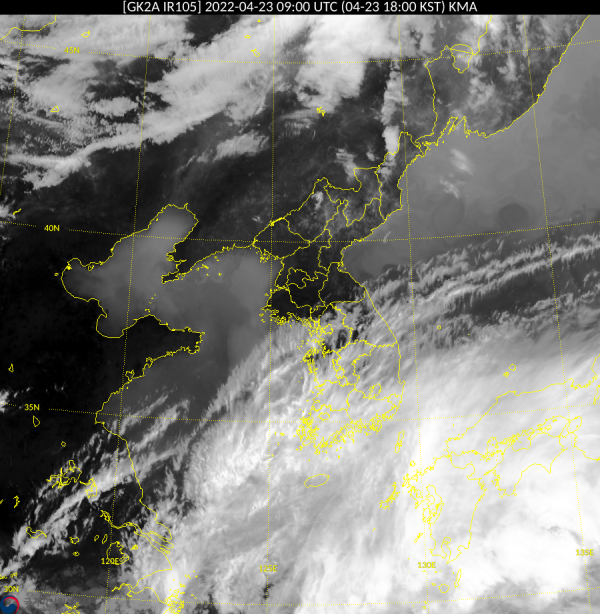 [GK2A IR105] 2022-04-23 09:00 UTC (04-23 18:00 KST) KMA
45N
40N
35N
120E
125E
130E
135E
30N